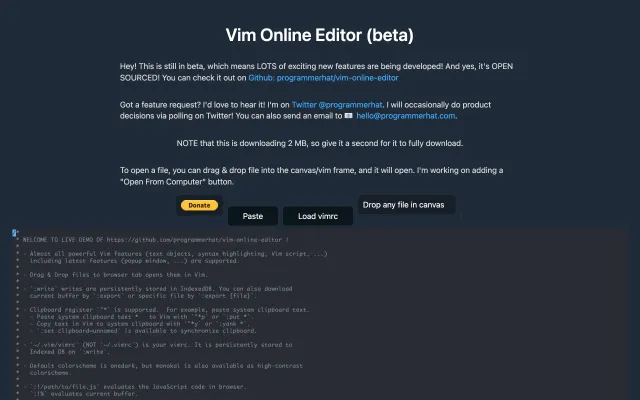 Vim Online Editor (beta)
Hey! This is still in beta, which means LOTS of exciting new features are being developed! And yes, it's OPEN
SOURCED! You can check it out on Github: programmerhat/vim-online-editor
Got a feature request? I'd love to hear it! I'm on Twitter @programmerhat. I will occasionally do product
decisions via polling on Twitter! You can also send an email to 📧 hello@programmerhat.com.
NOTE that this is downloading 2 MB, so give it a second for it to fully download.
To open a file, you can drag & drop file into the canvas/vim frame, and it will open. I'm working on adding a
"Open From Computer" button.
Donate
Paste
Load vimrc
Drop any file in canvas
/*
* WELCOME TO LIVE DEMO OF https://github.com/programmerhat/vim-online-editor !
*
* - Almost all powerful Vim features (text objects, syntax highlighting, Vim script, ...)
*   including latest features (popup window, ...) are supported.
*
* - Drag & Drop files to browser tab opens them in Vim.
*
* - `:write` writes are persistently stored in IndexedDB. You can also download
*   current buffer by `:export` or specific file by `:export {file}`.
*
* - Clipboard register `"*` is supported.  For example, paste system clipboard text.
*   - Paste system clipboard text *   to Vim with `"*p` or `:put *`.
*   - Copy text in Vim to system clipboard with `"*y` or `:yank *`.
*   - `:set clipboard=unnamed` is available to synchronize clipboard.
*
* - `~/.vim/vimrc` (NOT `~/.vimrc`) is your vimrc. It is persistently stored to
*   Indexed DB on `:write`.
*
* - Default colorscheme is onedark, but monokai is also available as high-contrast
*   colorscheme.
*
* - `:!/path/to/file.js` evaluates the JavaScript code in browser.
*   `:!%` evaluates current buffer.
*